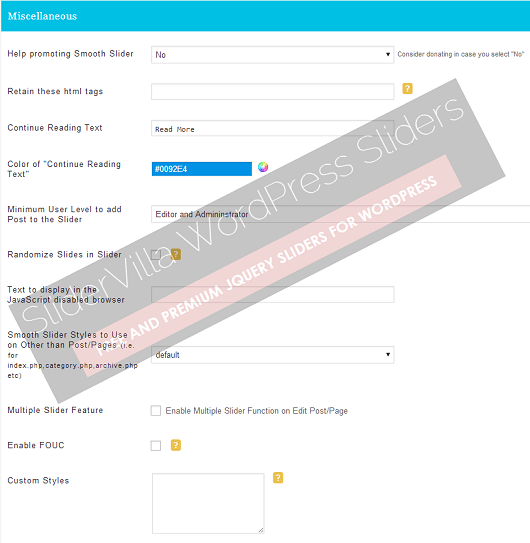 Miscellaneous
Help promoting Smooth Slider
No
Consider donating in case you select "No"
Retain these html tags
?
Continue Reading Text
Read More
Color of "Continue Reading
Text"
#0092E4
Minimum User Level to add
Post to the Slider
Editor and Admininstrator
Randomize Slides in Slider
?
Text to display in the
JavaScript disabled browser
Smooth Slider Styles to Use
on Other than Post/Pages (i.e.
for
index.php,category.php,archive.php
etc)
default
Multiple Slider Feature
Enable Multiple Slider Function on Edit Post/Page
Enable FOUC
?
Custom Styles
?
SliderVilla WordPress Sliders
AND PREMIUM JQUERY SLIDERS FOR WORDPRESS